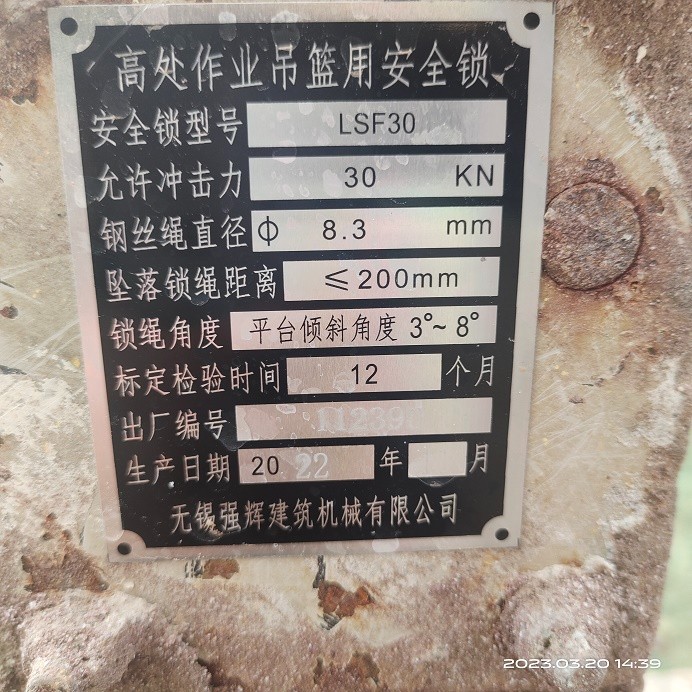 高处作业吊篮用安全锁
安全锁型号 LSF30
允许冲击力 30 KN
钢丝绳直径 ф 8.3 mm
坠落锁绳距离 ≤200mm
锁绳角度 平台倾斜角度 3°~8°
标定检验时间 12 个月
出厂编号 11239
生产日期 2022 年 月
无锡强辉建筑机械有限公司
2023.03.20 14:39